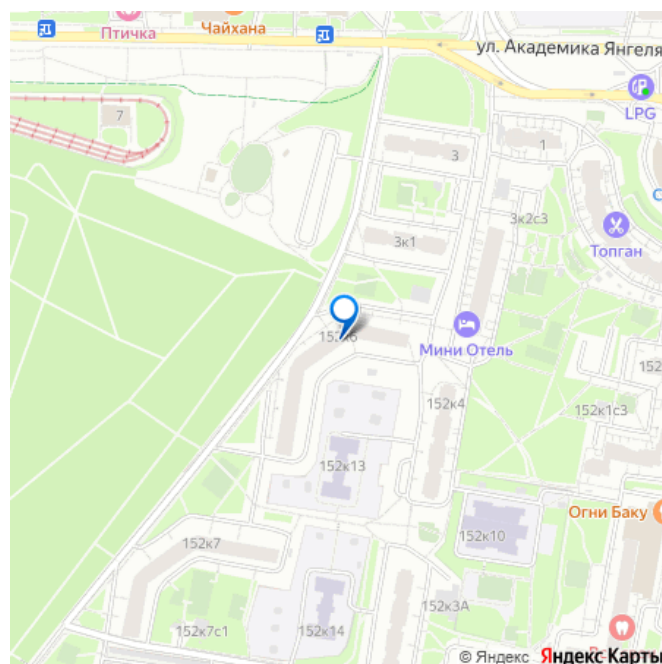 Птичка
Чайхана
ул. Академика Янгеля
LPG
7
3
1
3к2с3
3к1
Топган
Мини Отель
152к4
152к1с3
152к13
Огни Баку
152к10
152к7
152к3А
152к7с1
152к14
© Яндекс Яндекс Карты